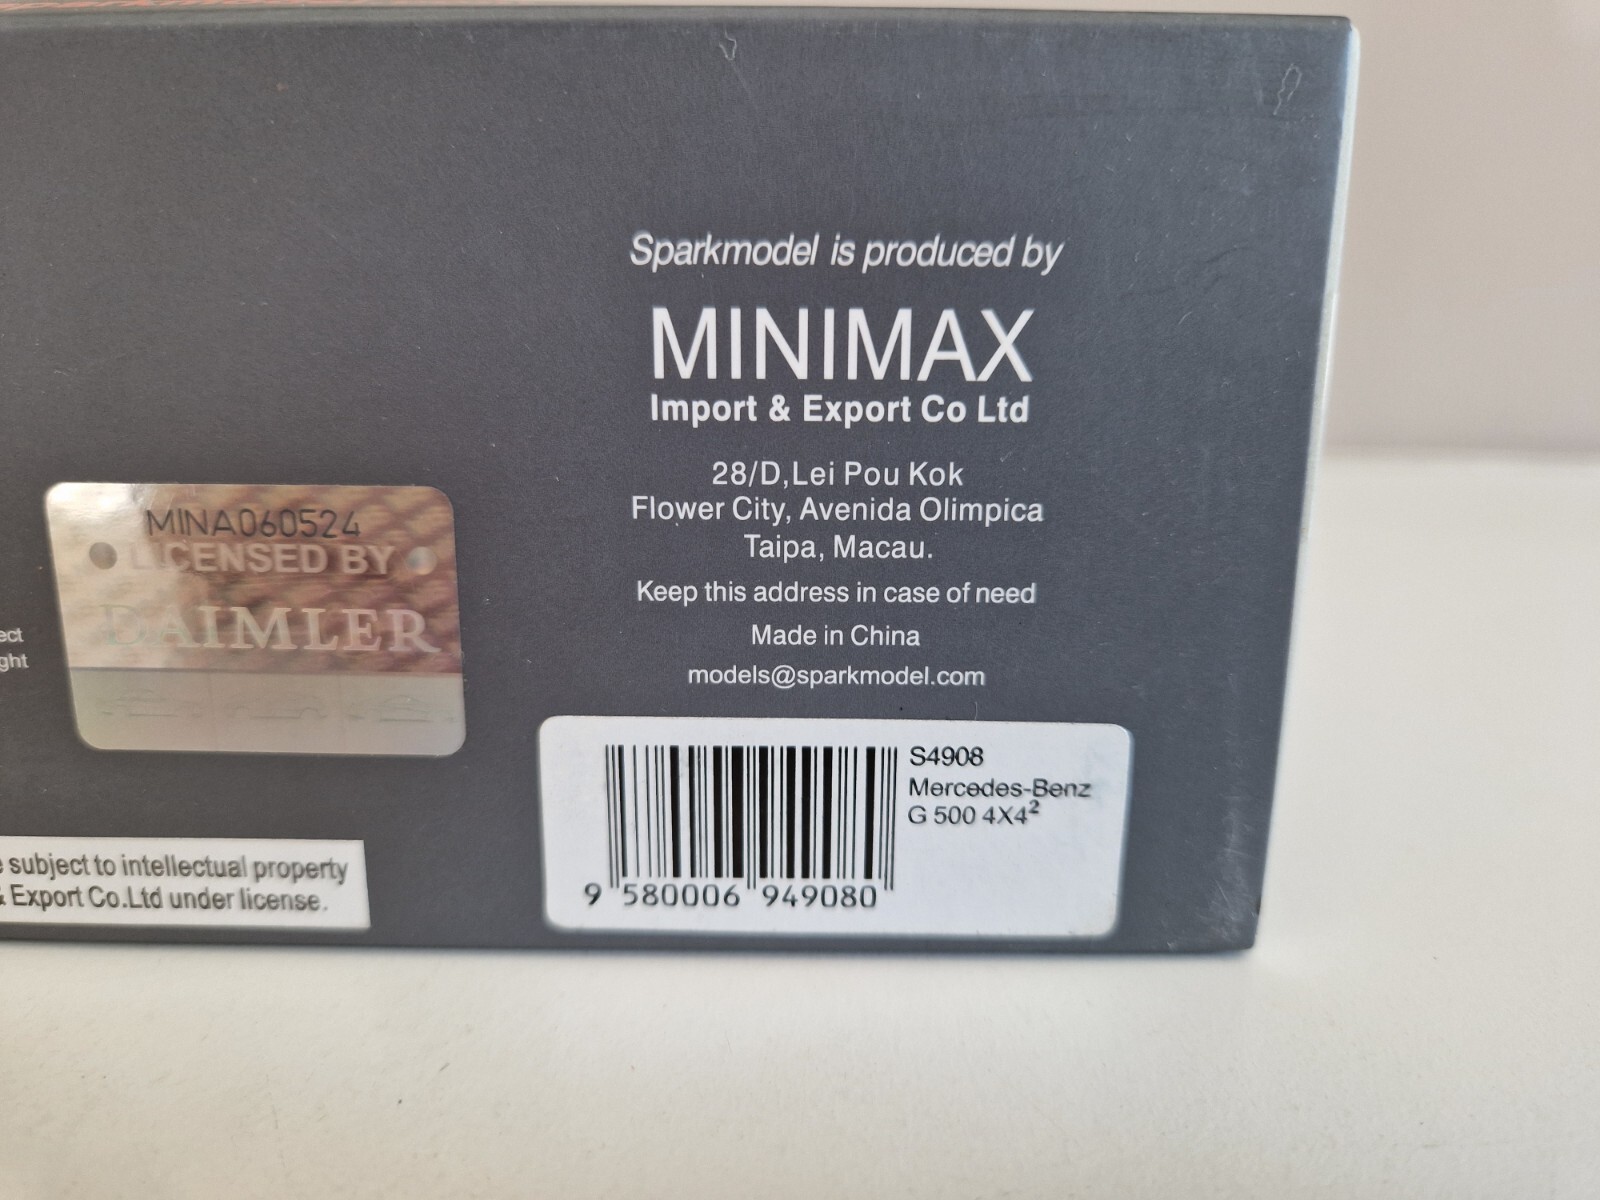 Sparkmodel is produced by
MINIMAX
Import & Export Co Ltd
28/D,Lei Pou Kok
Flower City, Avenida Olimpica
Taipa, Macau.
Keep this address in case of need
Made in China
models@sparkmodel.com
MINA060524
LICENSED BY
DAIMLER
ect
ght
subject to intellectual property
& Export Co.Ltd under license.
S4908
Mercedes-Benz
G 500 4X4²
9 580006 949080